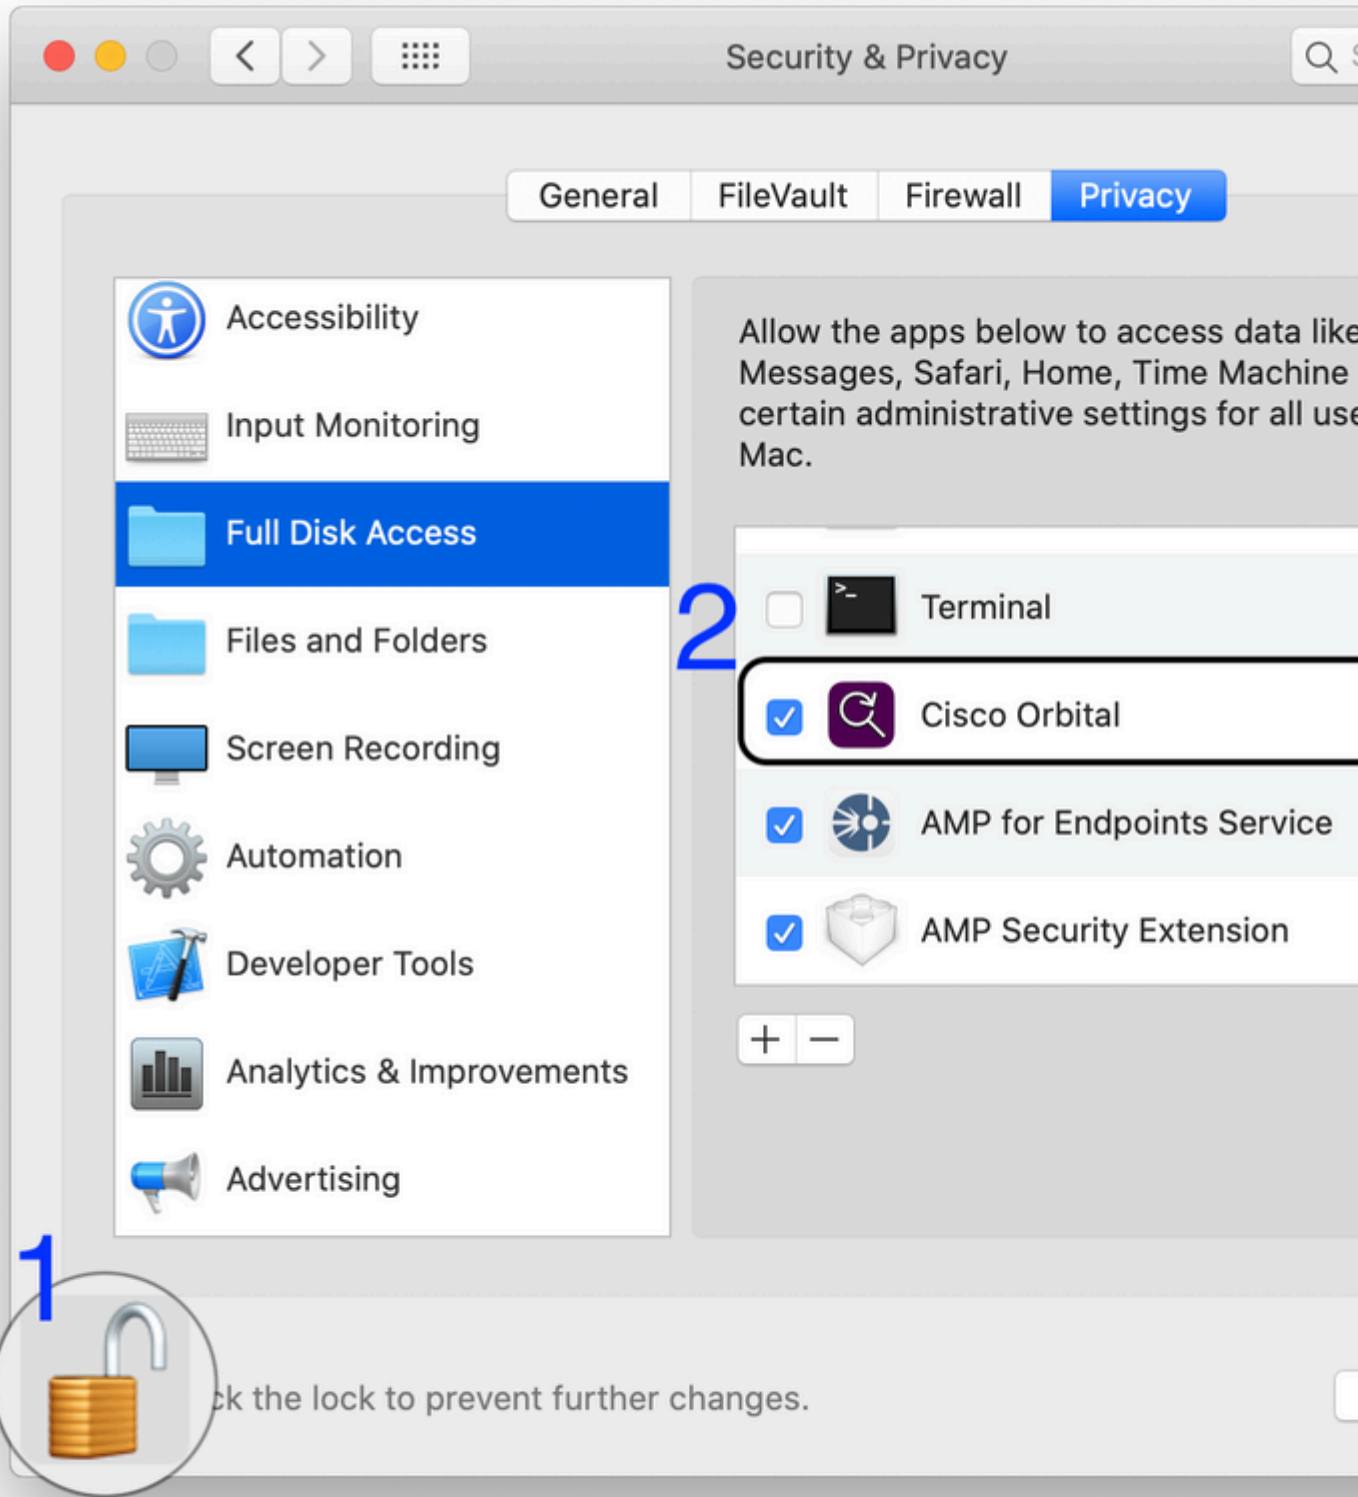 Security & Privacy
General FileVault Firewall Privacy
Accessibility
Input Monitoring
Full Disk Access
Files and Folders
Screen Recording
Automation
Developer Tools
Analytics & Improvements
Advertising
Allow the apps below to access data like
Messages, Safari, Home, Time Machine
certain administrative settings for all use
Mac.
2
Terminal
Cisco Orbital
AMP for Endpoints Service
AMP Security Extension
1
ck the lock to prevent further changes.